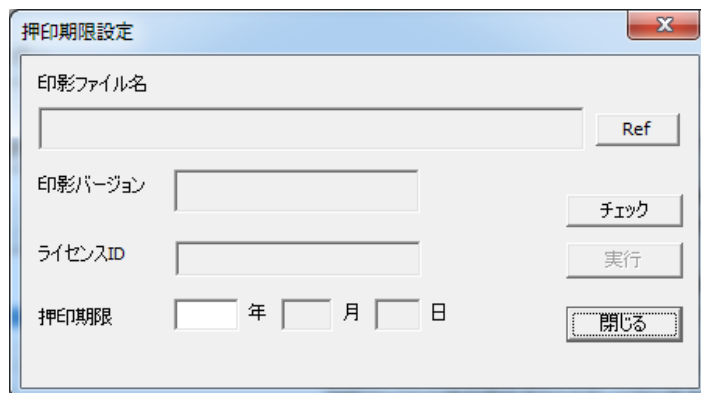 押印期限設定
印影ファイル名
Ref
印影バージョン
チェック
ライセンスID
実行
押印期限 年 月 日
閉じる